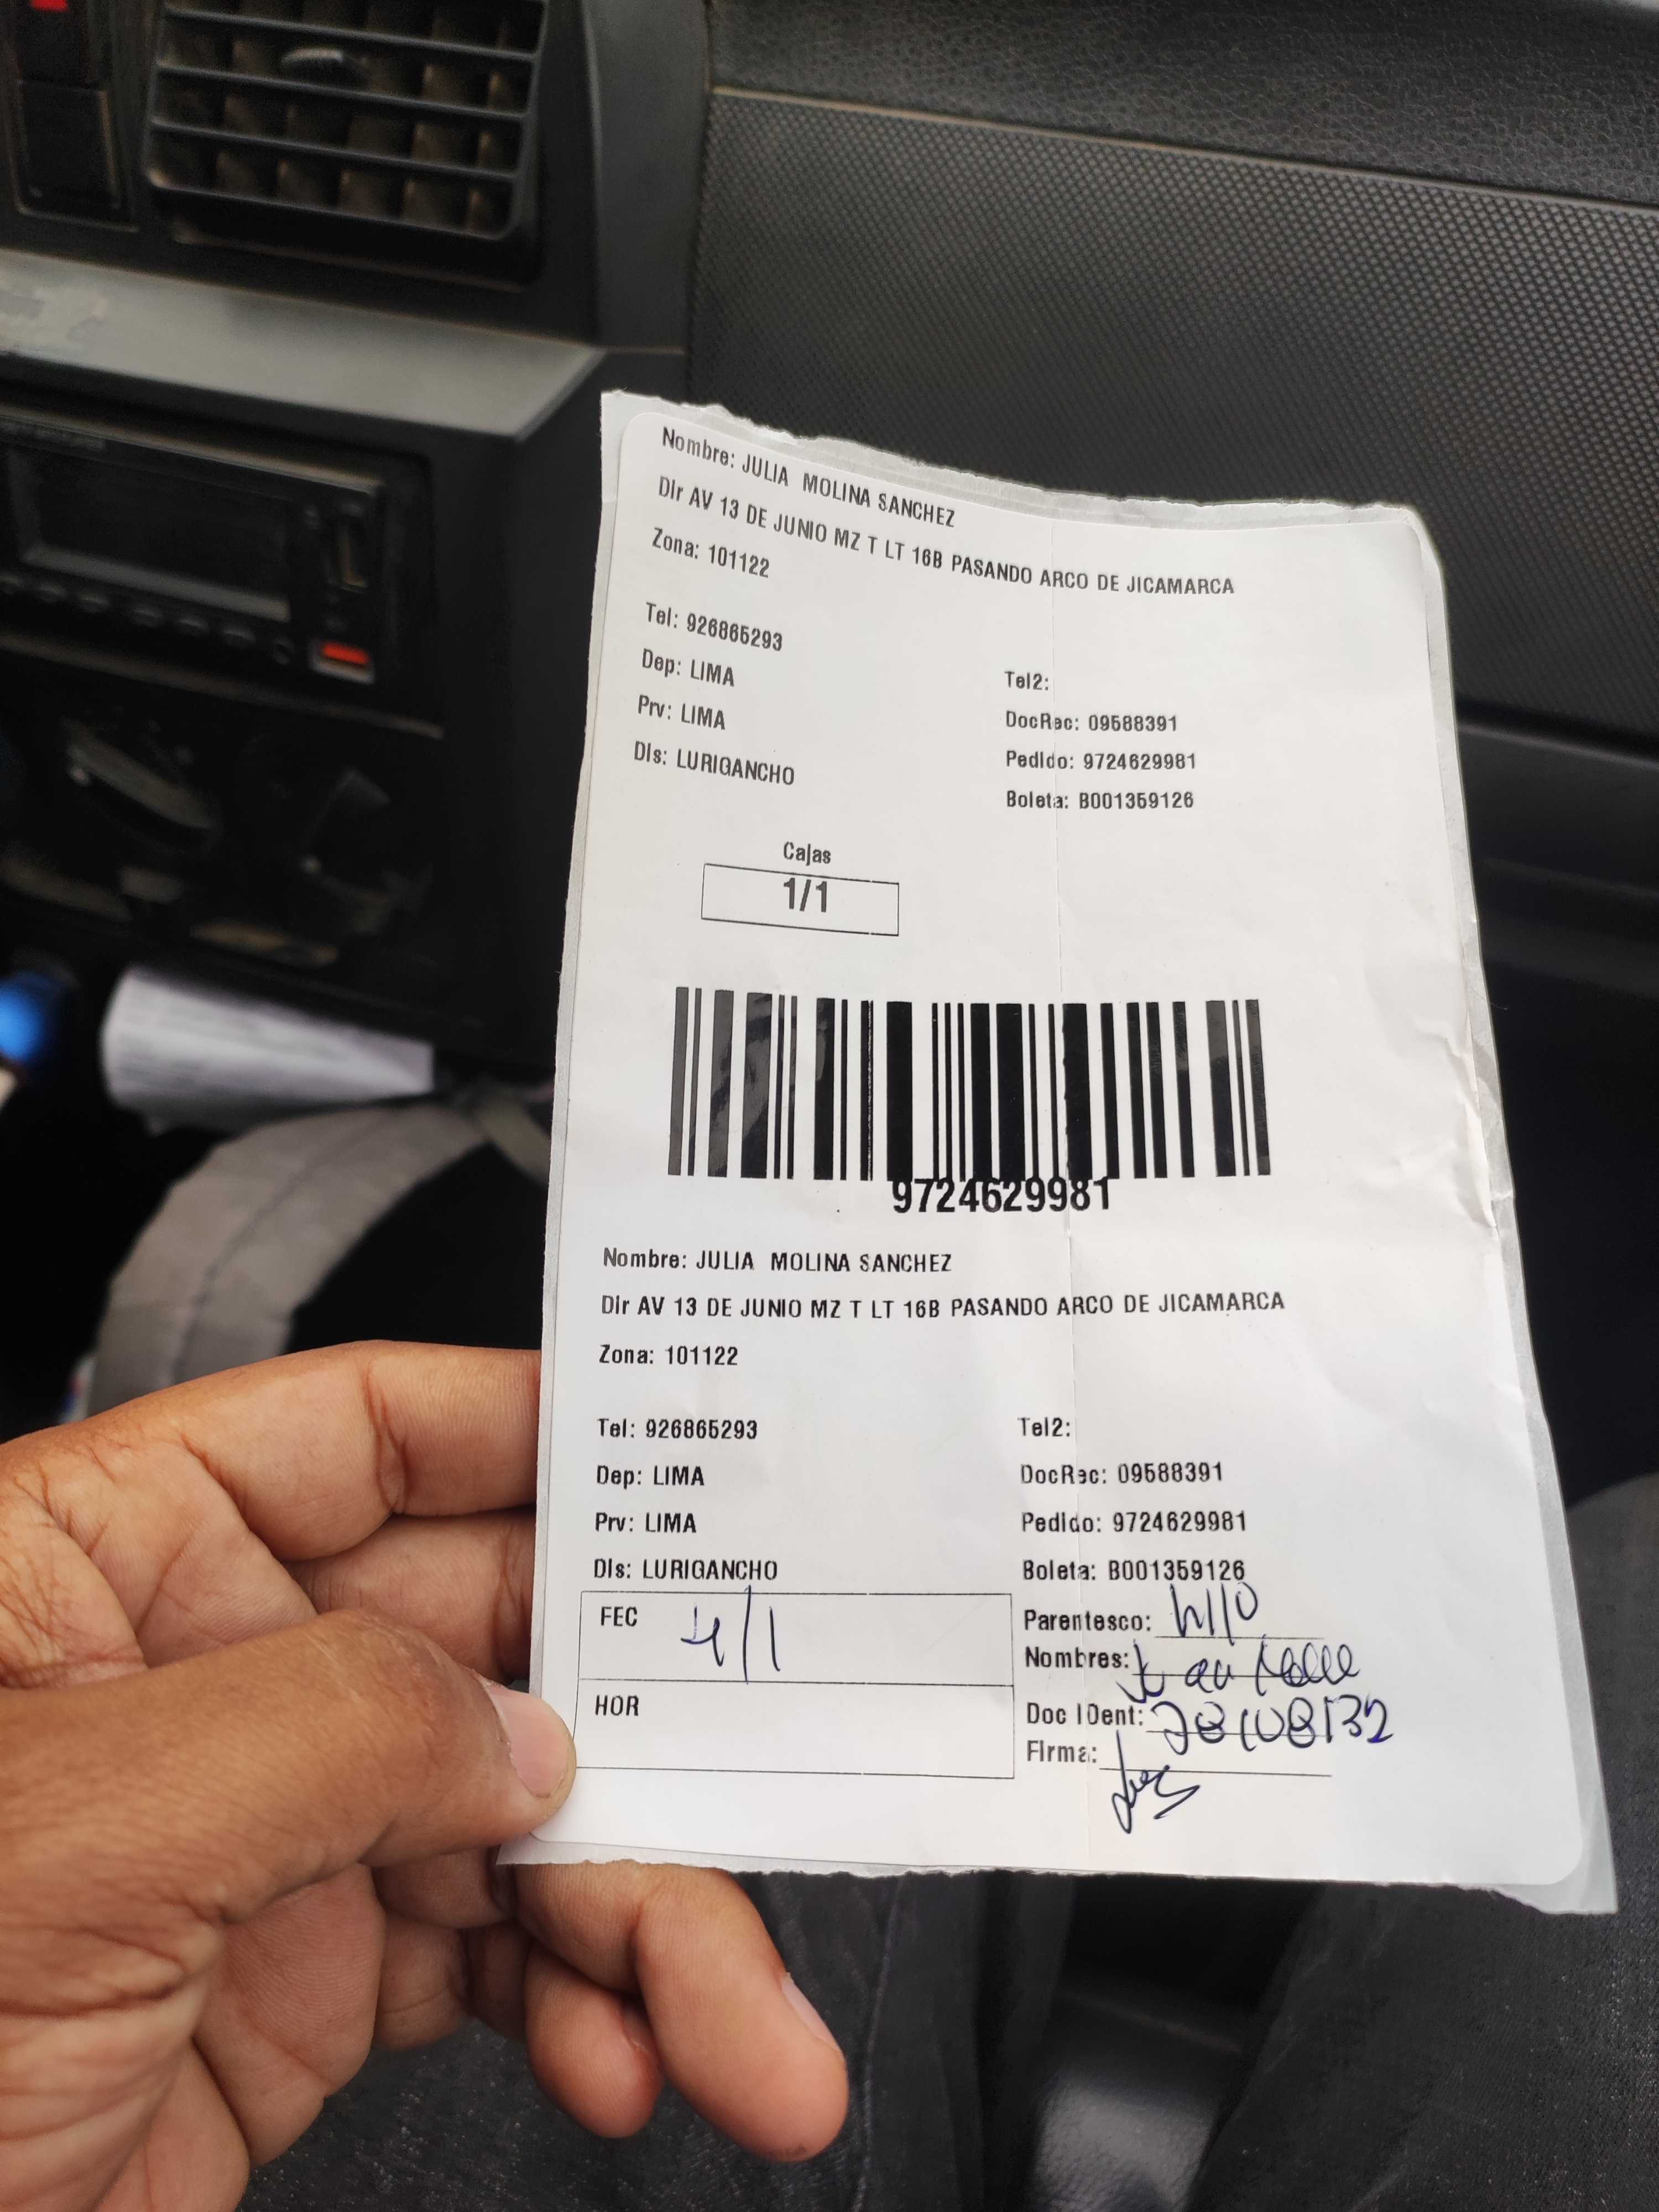 Nombre: JULIA MOLINA SANCHEZ
Dir AV 13 DE JUNIO MZ T LT 16B PASANDO ARCO DE JICAMARCA
Zona: 101122
Tel: 926865293
Dep: LIMA
Tel2:
Prv: LIMA
DocRec: 09588391
Dis: LURIGANCHO
Pedido: 9724629981
Boleta: B001359126
Cajas
1/1
9724629981
Nombre: JULIA MOLINA SANCHEZ
Dir AV 13 DE JUNIO MZ T LT 16B PASANDO ARCO DE JICAMARCA
Zona: 101122
Tel: 926865293
Tel2:
Dep: LIMA
DocRec: 09588391
Prv: LIMA
Pedido: 9724629981
Dis: LURIGANCHO
Boleta: B001359126
FEC 4/1
Parentesco:
Nombres:
HOR
Doc IDent:
Firma: